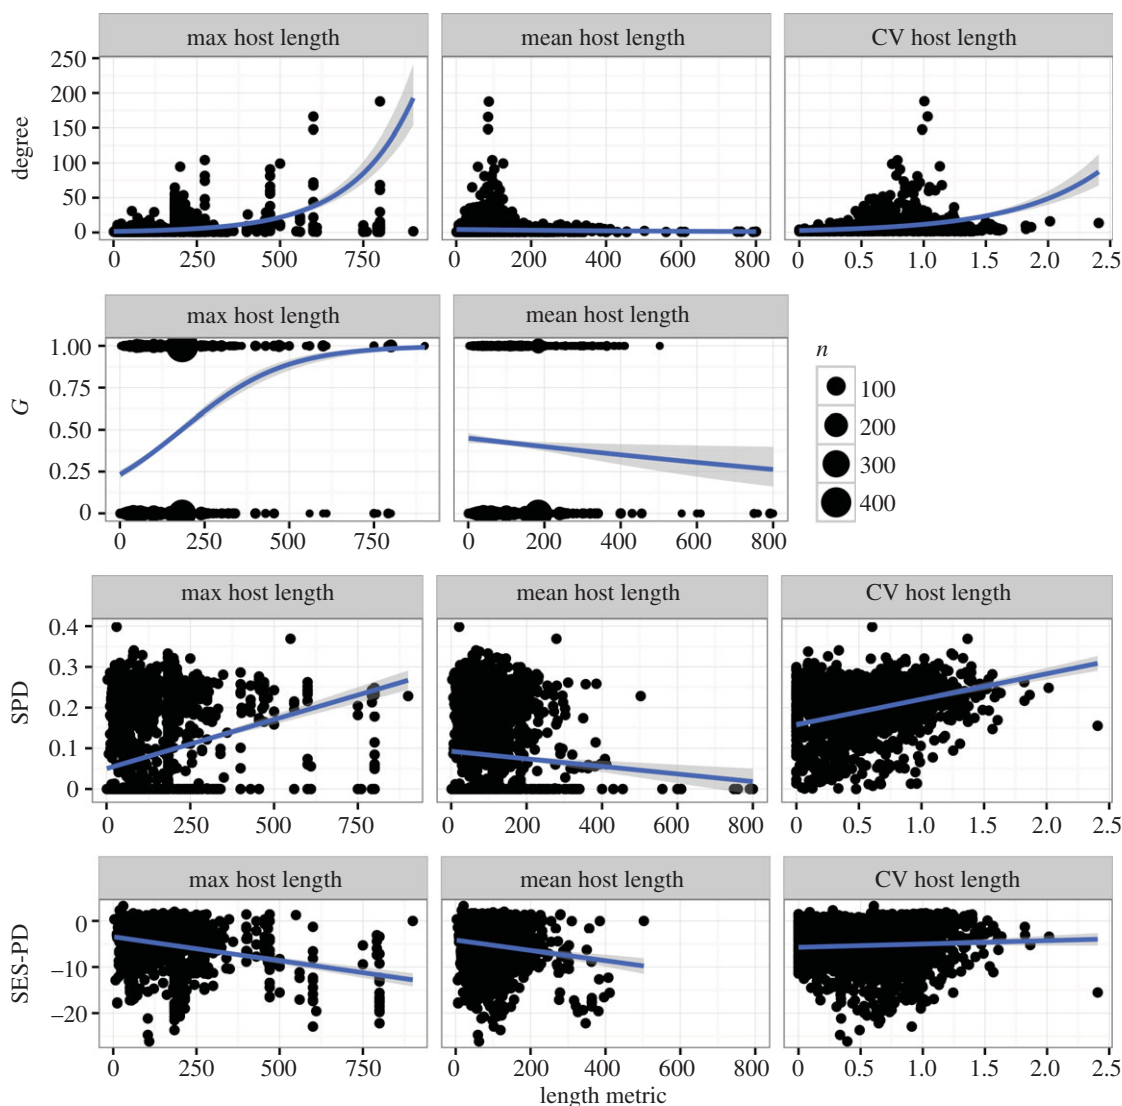 max host length mean host length CV host length
degree
250
200
150
100
50
0
0 250 500 750 0 200 400 600 800 0 0.5 1.0 1.5 2.0 2.5
max host length mean host length
G
1.00
0.75
0.50
0.25
0
0 250 500 750 0 200 400 600 800
n
100
200
300
400
max host length mean host length CV host length
SPD
0.4
0.3
0.2
0.1
0
0 250 500 750 0 200 400 600 800 0 0.5 1.0 1.5 2.0 2.5
max host length mean host length CV host length
SES-PD
0
−10
−20
0 250 500 750 0 200 400 600 800 0 0.5 1.0 1.5 2.0 2.5
length metric